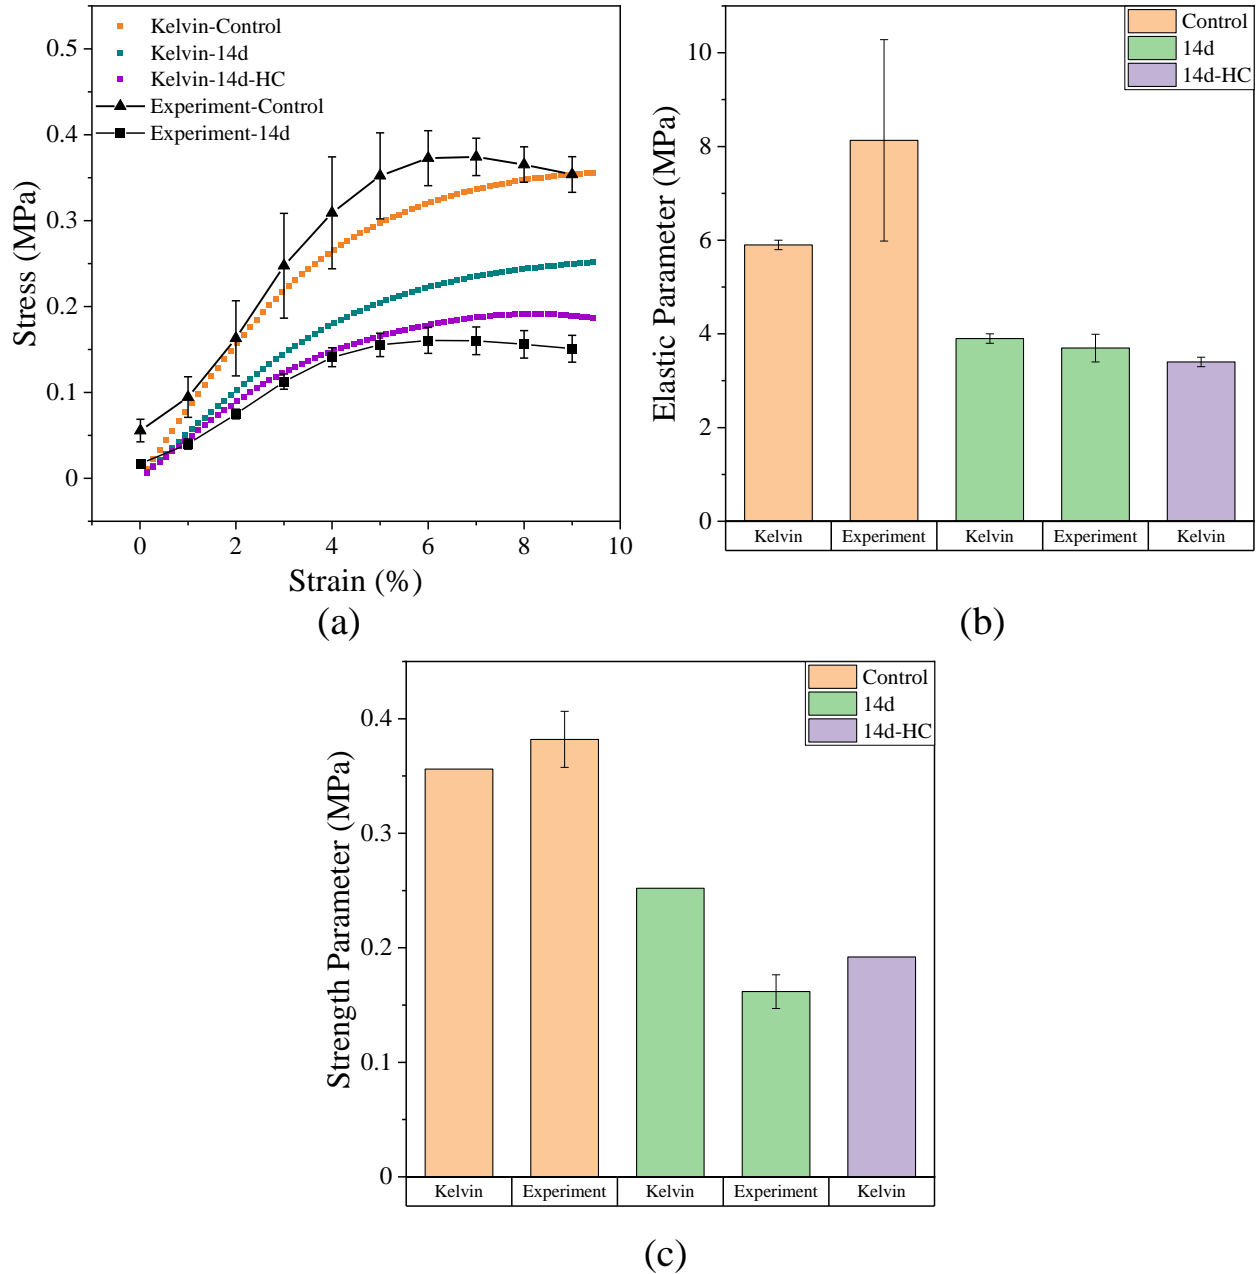 Kelvin-Control
Kelvin-14d
Kelvin-14d-HC
Experiment-Control
Experiment-14d
0.5
0.4
0.3
0.2
0.1
0
Stress (MPa)
0 2 4 6 8 10
Strain (%)
(a)
Control
14d
14d-HC
10
8
6
4
2
0
Elastic Parameter (MPa)
Kelvin Experiment Kelvin Experiment Kelvin
(b)
Control
14d
14d-HC
0.4
0.3
0.2
0.1
0
Strength Parameter (MPa)
Kelvin Experiment Kelvin Experiment Kelvin
(c)